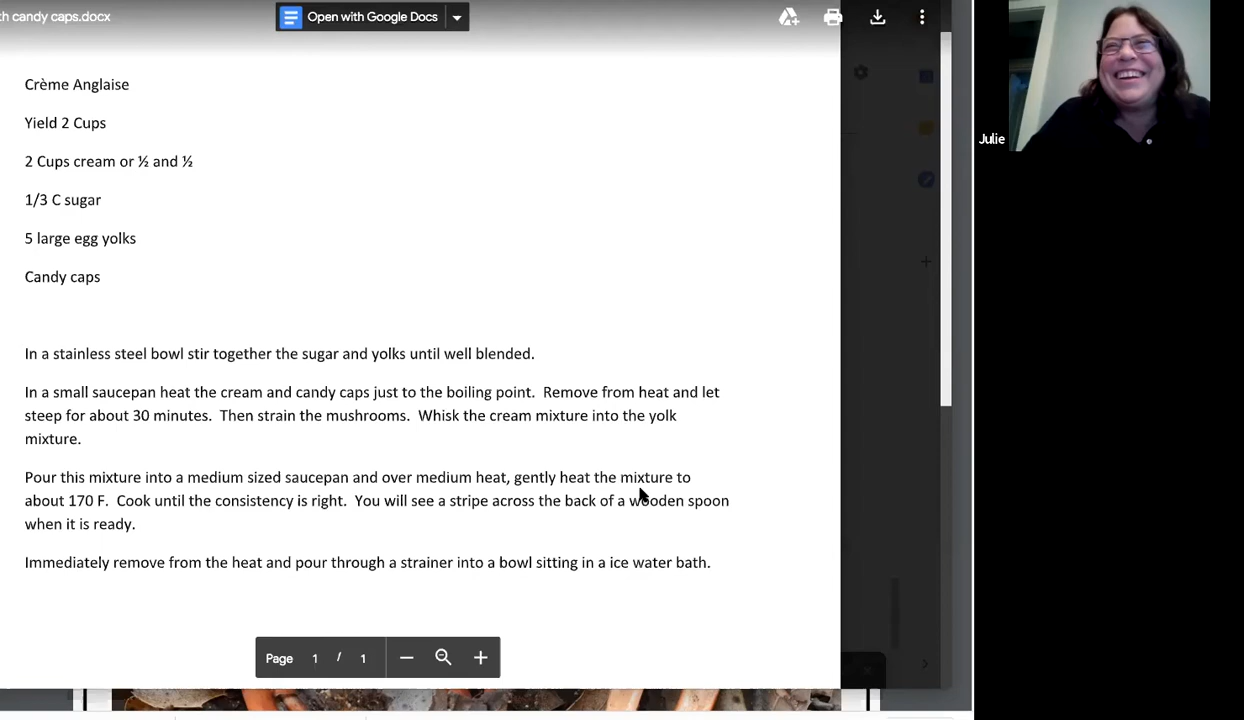 th candy caps.docx
Open with Google Docs
Crème Anglaise
Yield 2 Cups
2 Cups cream or ½ and ½
1/3 C sugar
5 large egg yolks
Candy caps
In a stainless steel bowl stir together the sugar and yolks until well blended.
In a small saucepan heat the cream and candy caps just to the boiling point. Remove from heat and let
steep for about 30 minutes. Then strain the mushrooms. Whisk the cream mixture into the yolk
mixture.
Pour this mixture into a medium sized saucepan and over medium heat, gently heat the mixture to
about 170 F. Cook until the consistency is right. You will see a stripe across the back of a wooden spoon
when it is ready.
Immediately remove from the heat and pour through a strainer into a bowl sitting in a ice water bath.
Page 1 / 1
Julie